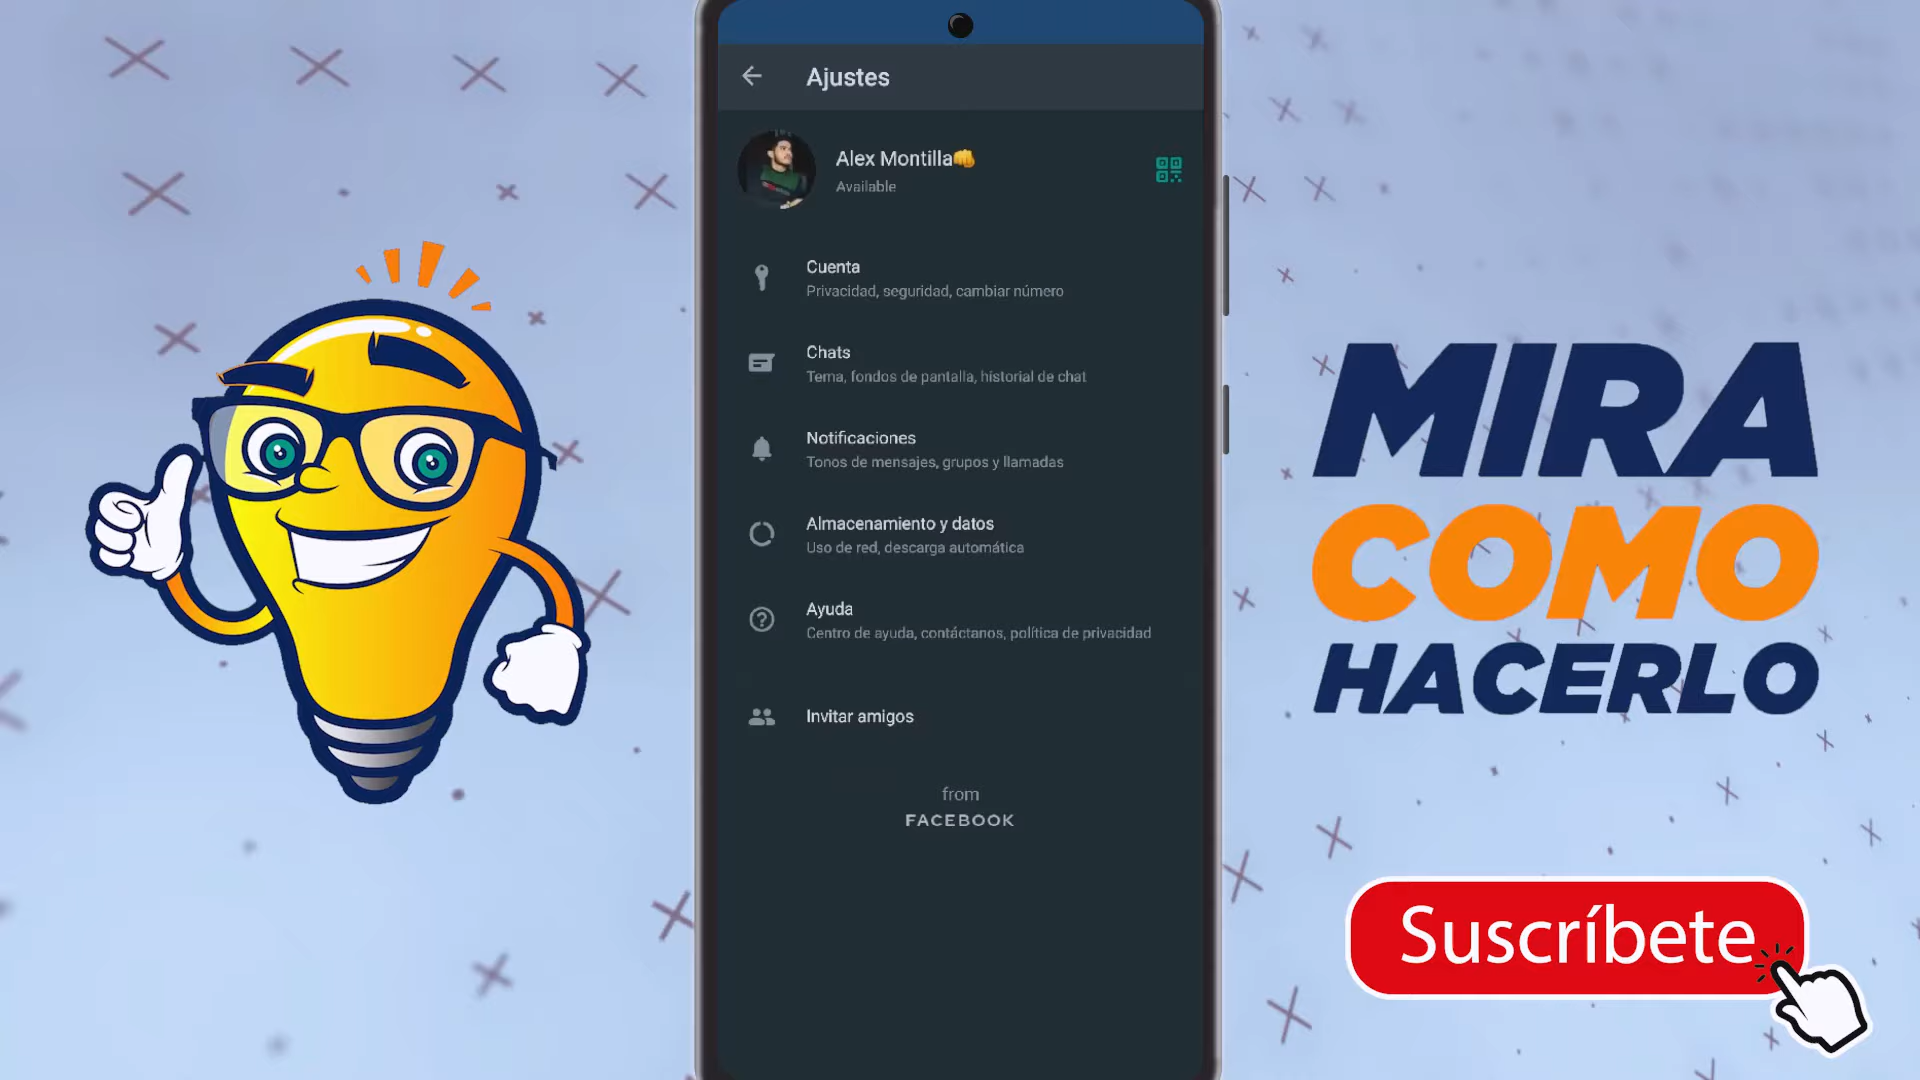 Ajustes
Alex Montilla👊
Available
Cuenta
Privacidad, seguridad, cambiar número
Chats
Tema, fondos de pantalla, historial de chat
Notificaciones
Tonos de mensajes, grupos y llamadas
Almacenamiento y datos
Uso de red, descarga automática
Ayuda
Centro de ayuda, contáctanos, política de privacidad
Invitar amigos
from
FACEBOOK
MIRA
COMO
HACERLO
Suscríbete